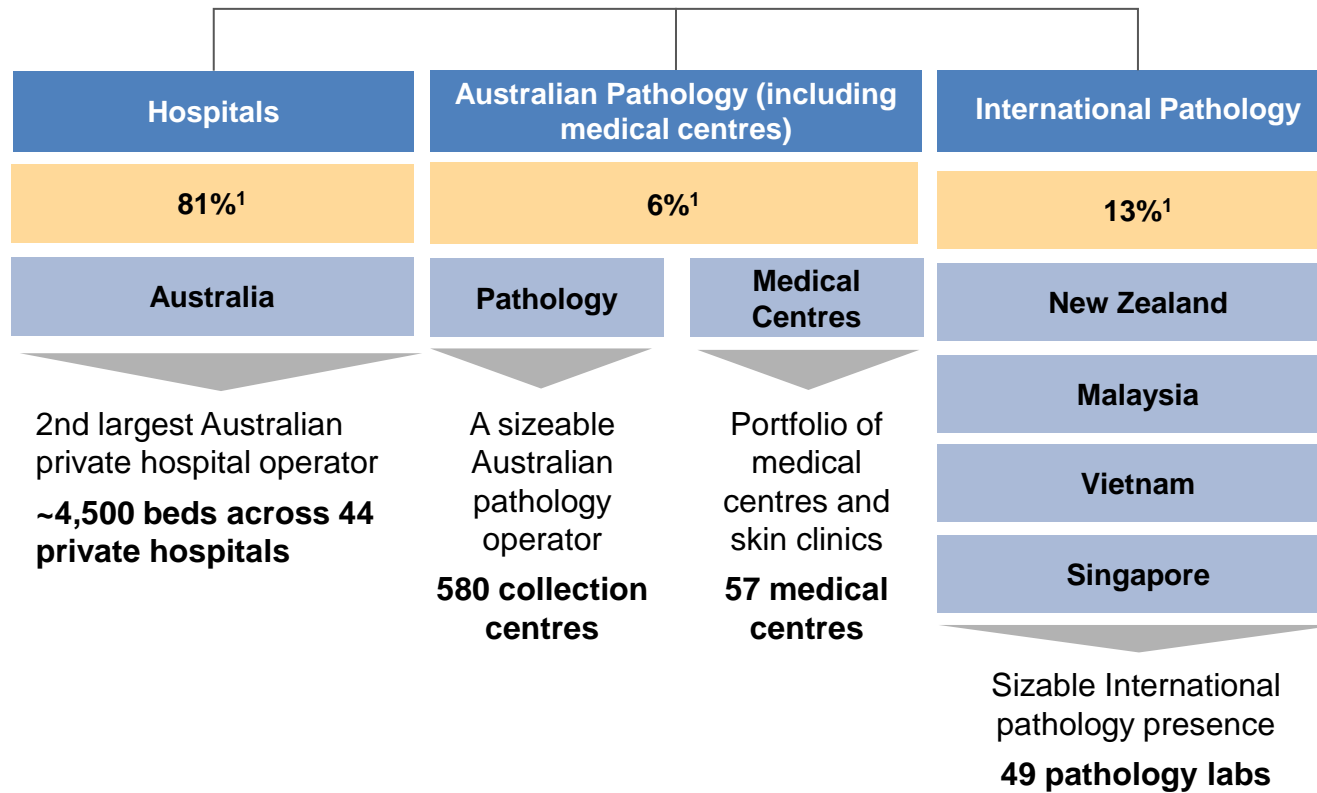 Hospitals
Australian Pathology (including
medical centres)
International Pathology
81%¹
6%¹
13%¹
Australia
Pathology
Medical
Centres
New Zealand
Malaysia
Vietnam
Singapore
2nd largest Australian
private hospital operator
~4,500 beds across 44
private hospitals
A sizeable
Australian
pathology
operator
580 collection
centres
Portfolio of
medical
centres and
skin clinics
57 medical
centres
Sizable International
pathology presence
49 pathology labs